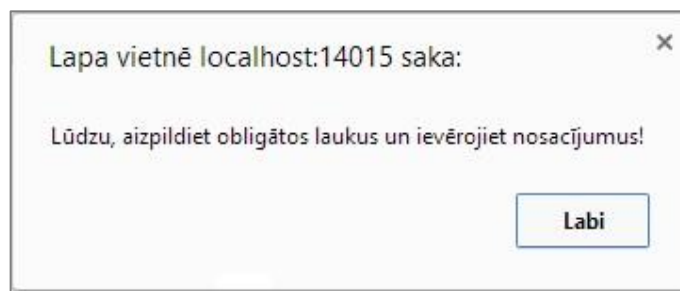 Lapa vietnē localhost:14015 saka:
Lūdzu, aizpildiet obligātos laukus un ievērojiet nosacījumus!
Labi